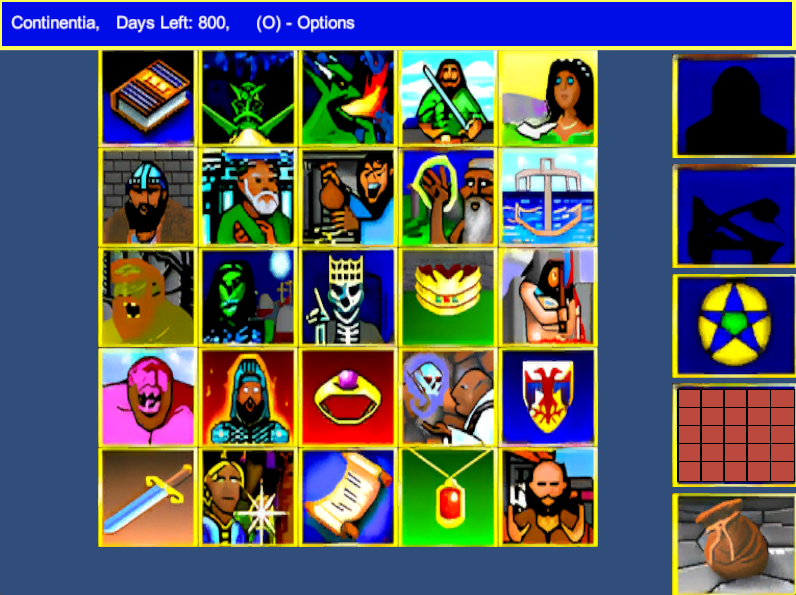 Continentia, Days Left: 800, (O) - Options